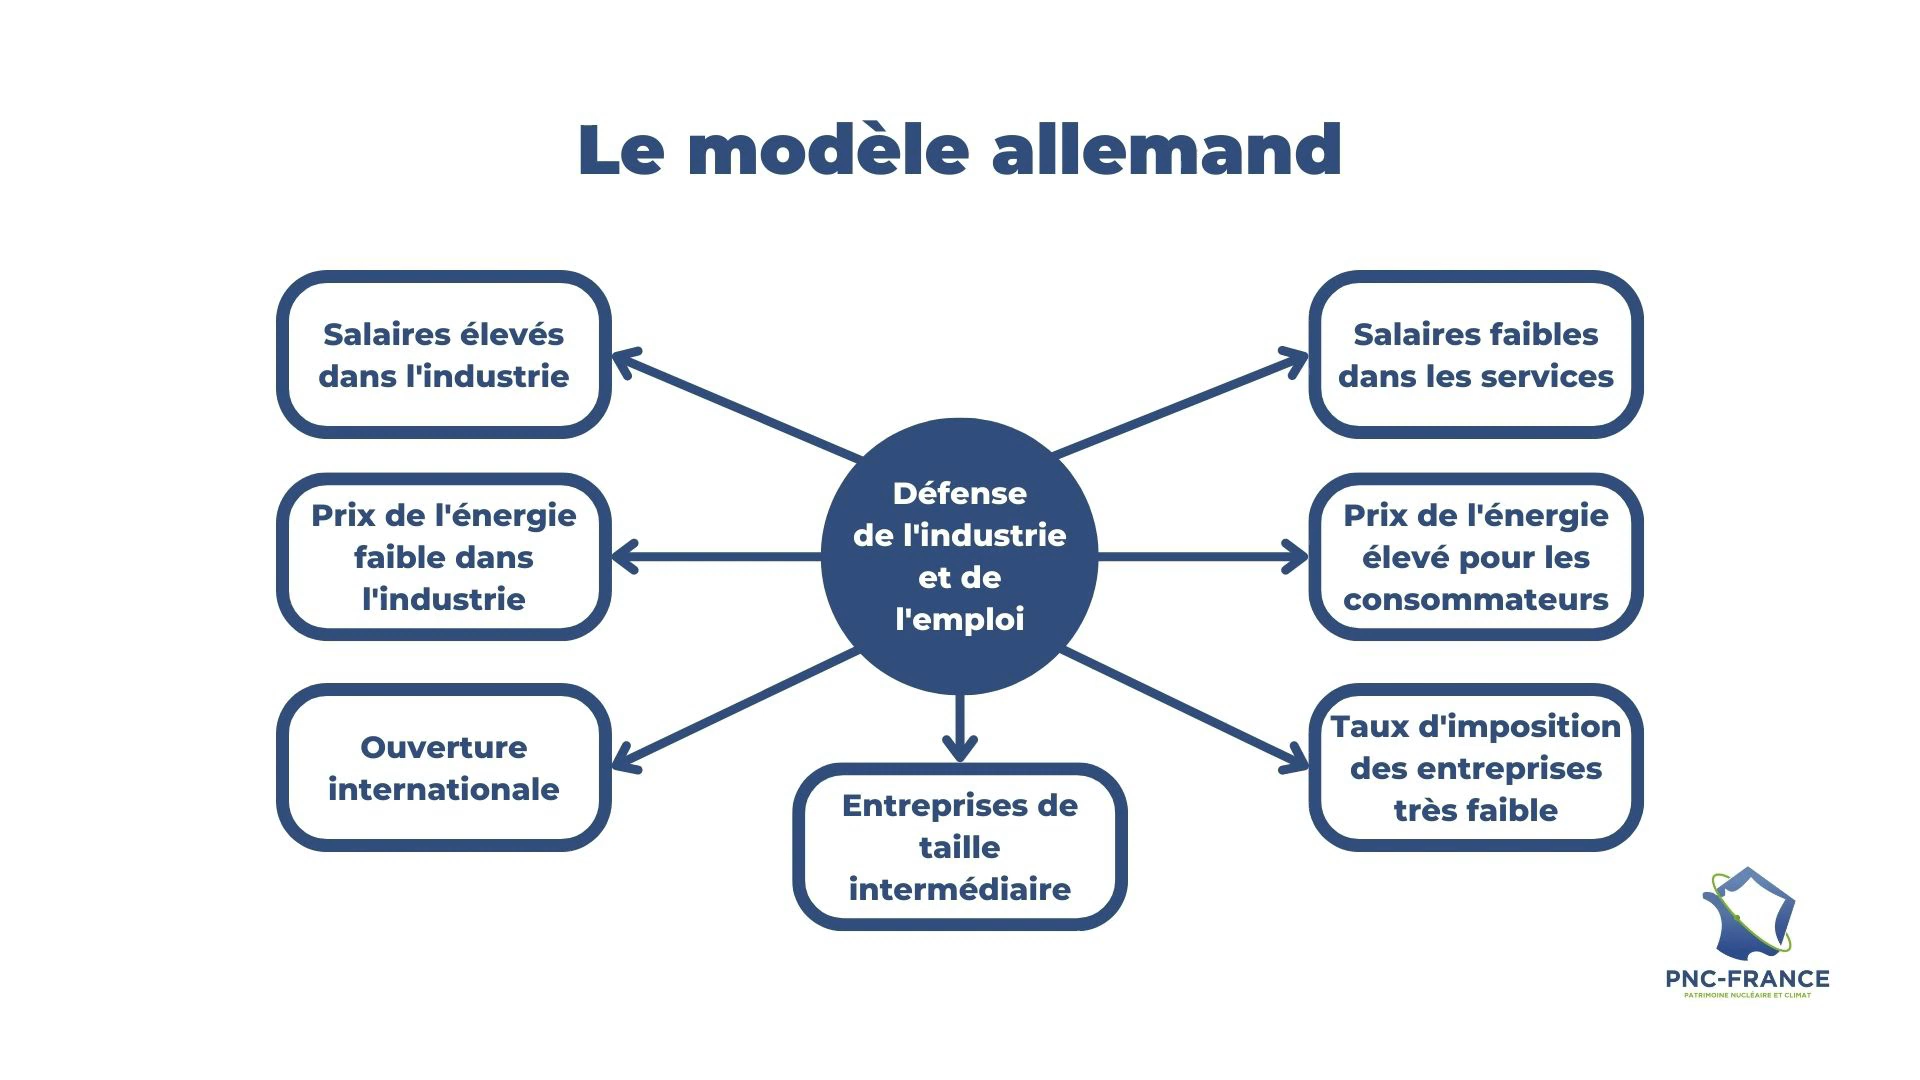 Le modèle allemand
Salaires élevés
dans l'industrie
Salaires faibles
dans les services
Prix de l'énergie
faible dans
l'industrie
Défense
de l'industrie
et de
l'emploi
Prix de l'énergie
élevé pour les
consommateurs
Ouverture
internationale
Entreprises de
taille
intermédiaire
Taux d'imposition
des entreprises
très faible
PNC-FRANCE
PATRIMOINE NUCLÉAIRE ET CLIMAT